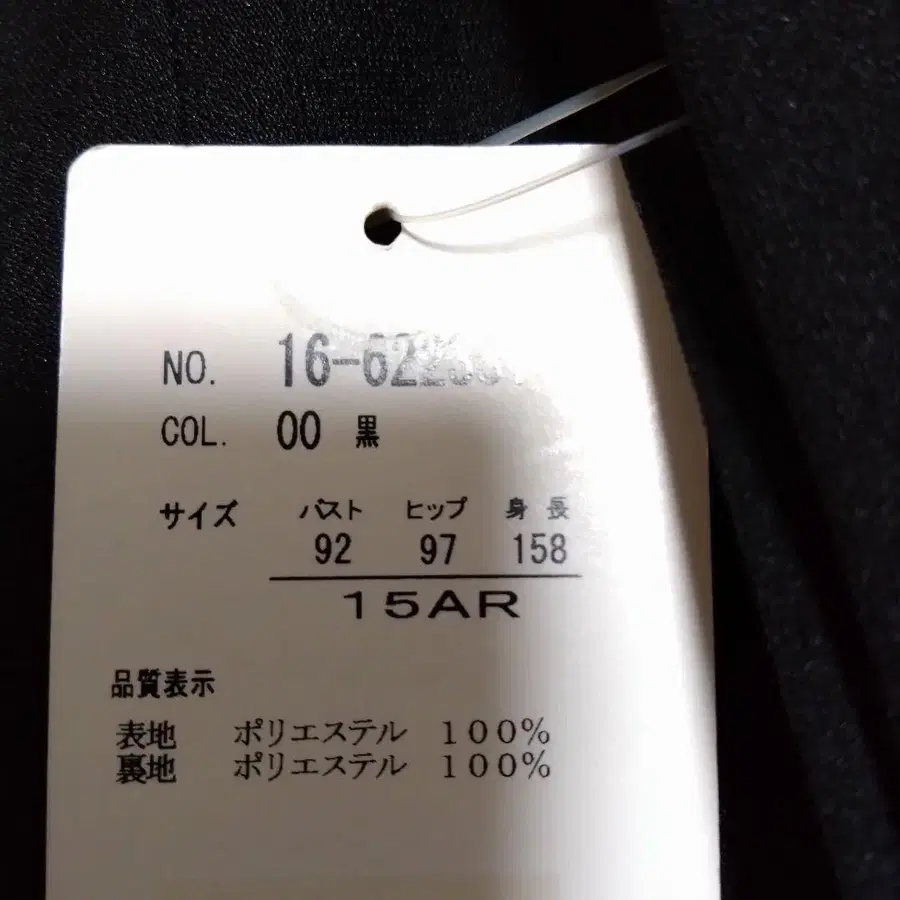 NO.
COL. 00 黒
サイズ バスト ヒップ 身長
92 97 158
15AR
品質表示
表地 ポリエステル 100%
裏地 ポリエステル 100%